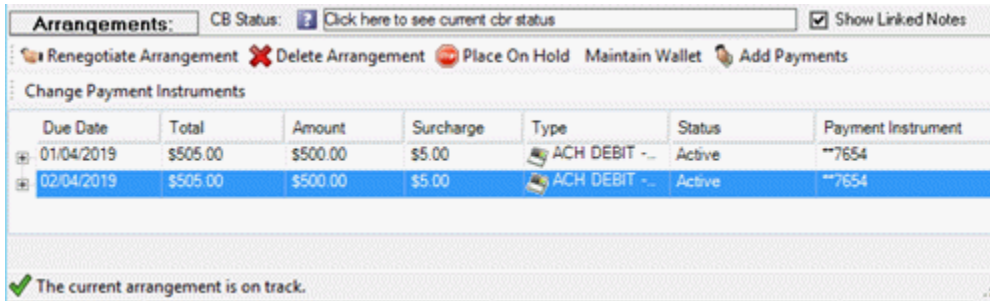 Arrangements: CB Status: ? Click here to see current cbr status Show Linked Notes
Renegotiate Arrangement Delete Arrangement Place On Hold Maintain Wallet Add Payments
Change Payment Instruments
Due Date Total Amount Surcharge Type Status Payment Instrument
01/04/2019 $505.00 $500.00 $5.00 ACH DEBIT -... Active **7654
02/04/2019 $505.00 $500.00 $5.00 ACH DEBIT -... Active **7654
The current arrangement is on track.